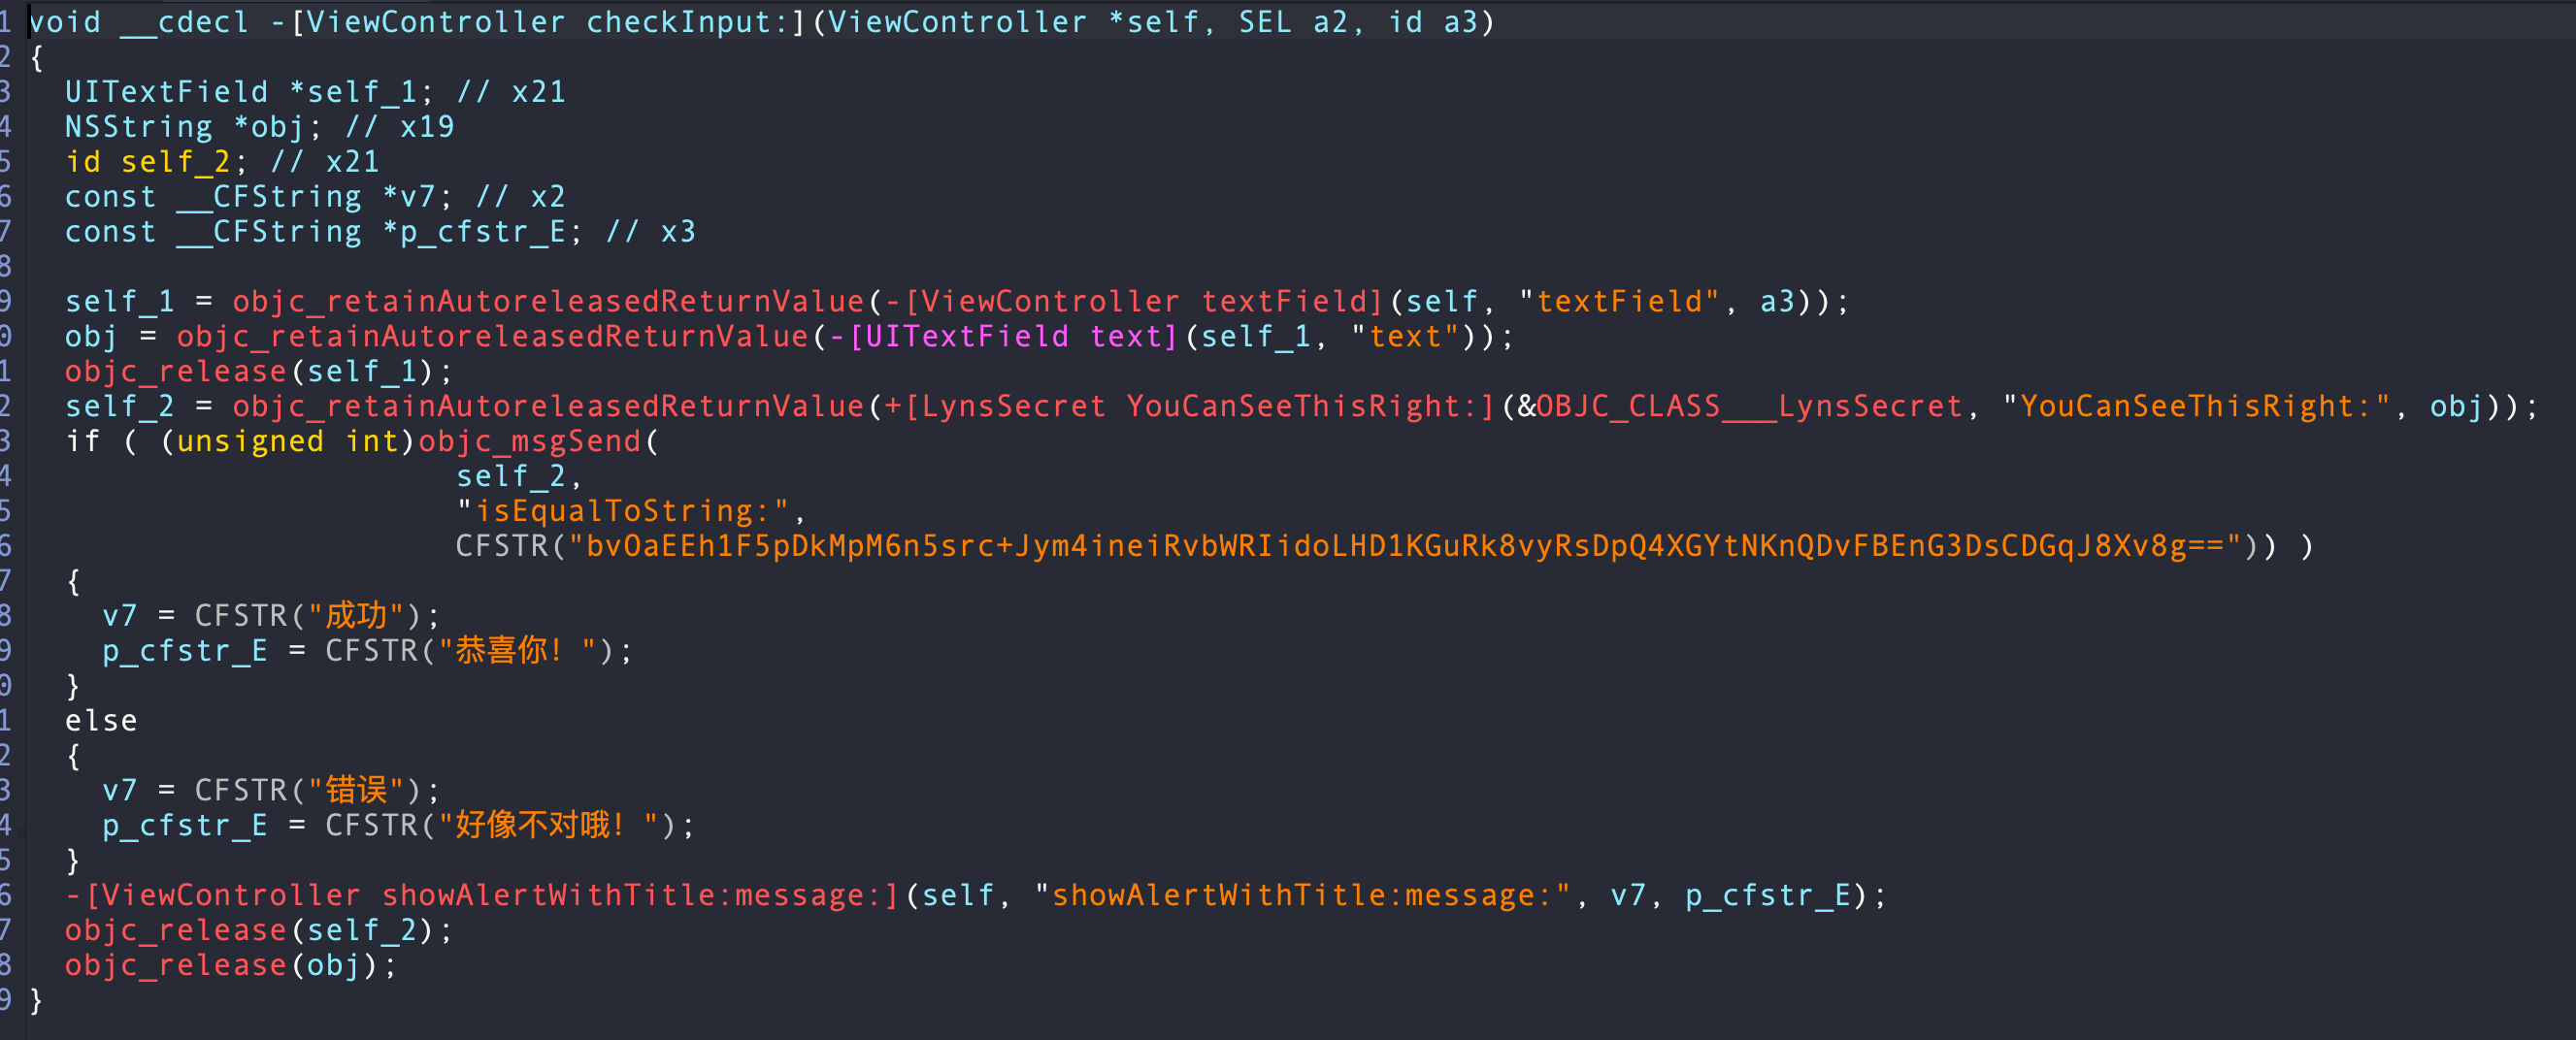 1 void __cdecl -[ViewController checkInput:](ViewController *self, SEL a2, id a3)
2 {
3   UITextField *self_1; // x21
4   NSString *obj; // x19
5   id self_2; // x21
6   const __CFString *v7; // x2
7   const __CFString *p_cfstr_E; // x3
8
9   self_1 = objc_retainAutoreleasedReturnValue(-[ViewController textField](self, "textField", a3));
0   obj = objc_retainAutoreleasedReturnValue(-[UITextField text](self_1, "text"));
1   objc_release(self_1);
2   self_2 = objc_retainAutoreleasedReturnValue(+[LynsSecret YouCanSeeThisRight:](&OBJC_CLASS___LynsSecret, "YouCanSeeThisRight:", obj));
3   if ( (unsigned int)objc_msgSend(
4                        self_2,
5                        "isEqualToString:",
6                        CFSTR("bvOaEEh1F5pDkMpM6n5src+Jym4ineiRvbWRIidoLHD1KGuRk8vyRsDpQ4XGYtNKnQDvFBEnG3DsCDGqJ8Xv8g==")) )
7   {
8     v7 = CFSTR("成功");
9     p_cfstr_E = CFSTR("恭喜你！");
0   }
1   else
2   {
3     v7 = CFSTR("错误");
4     p_cfstr_E = CFSTR("好像不对哦！");
5   }
6   -[ViewController showAlertWithTitle:message:](self, "showAlertWithTitle:message:", v7, p_cfstr_E);
7   objc_release(self_2);
8   objc_release(obj);
9 }